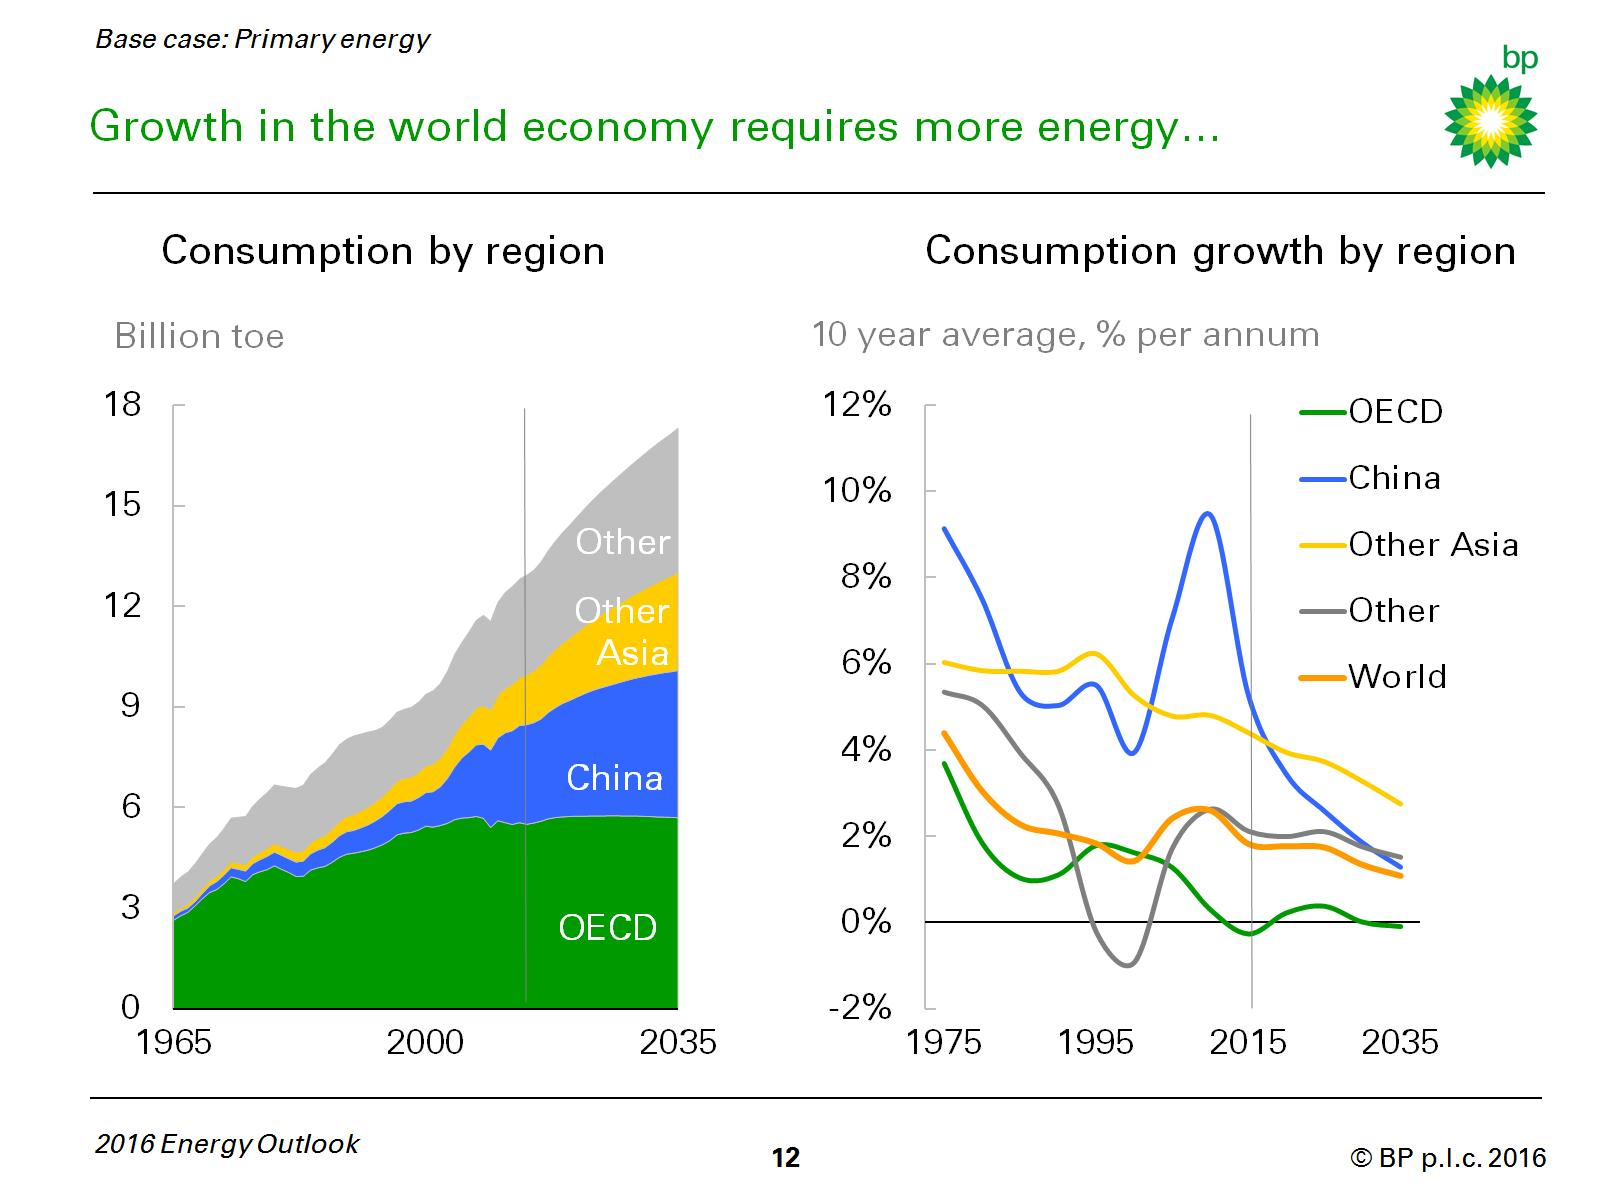 Base case: Primary energy
bp
Growth in the world economy requires more energy...
Consumption by region
Billion toe
18
15
12
9
6
3
0
1965
2000
2035
Other
Other
Asia
China
OECD
Consumption growth by region
10 year average, % per annum
12%
10%
8%
6%
4%
2%
0%
-2%
1975
1995
2015
2035
OECD
China
Other Asia
Other
World
2016 Energy Outlook
12
© BP p.l.c. 2016